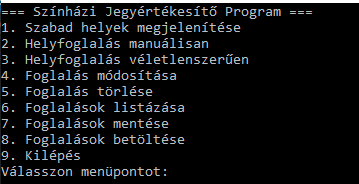 === Színházi Jegyértékesítő Program ===
1. Szabad helyek megjelenítése
2. Helyfoglalás manuálisan
3. Helyfoglalás véletlenszerűen
4. Foglalás módosítása
5. Foglalás törlése
6. Foglalások listázása
7. Foglalások mentése
8. Foglalások betöltése
9. Kilépés
Válasszon menüpontot: